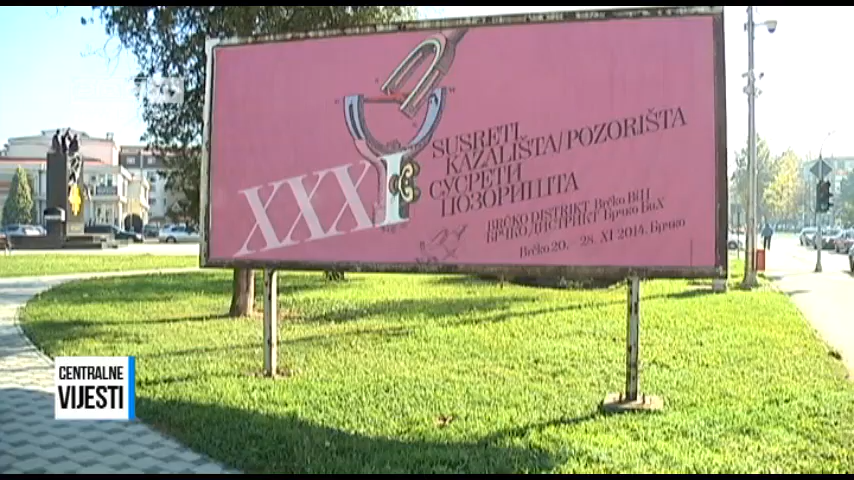 XXXI
SUSRETI
KAZALIŠTA/POZORIŠTA
СУСРЕТИ
ПОЗОРИШТА
BRČKO DISTRIKT Brčko BiH
БРЧКО/ДИСТРИКТ Брчко БиХ
Brčko 20. - 28. XI 2014. Брчко
CENTRALNE
VIJESTI